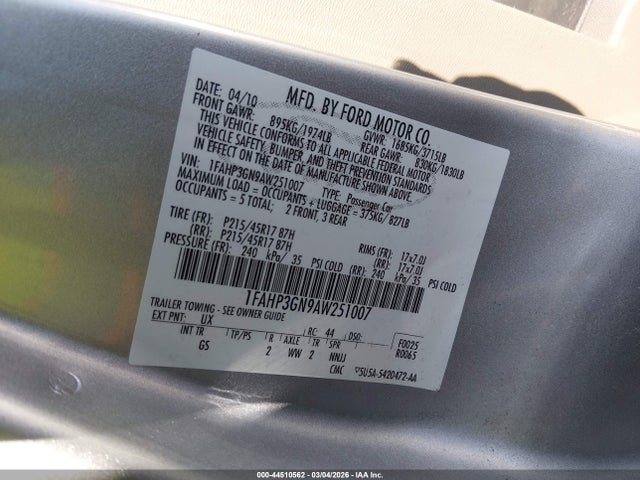 MFD. BY FORD MOTOR CO.
DATE: 04/10 GVWR: 1685KG/3715LB
FRONT GAWR: 895KG/1974LB REAR GAWR: 830KG/1830LB
THIS VEHICLE CONFORMS TO ALL APPLICABLE FEDERAL MOTOR
VEHICLE SAFETY, BUMPER, AND THEFT PREVENTION STANDARDS
IN EFFECT ON THE DATE OF MANUFACTURE SHOWN ABOVE.
VIN: 1FAHP3GN9AW251007 TYPE: Passenger Car
MAXIMUM LOAD = OCCUPANTS + LUGGAGE = 375KG/827LB
OCCUPANTS = 5 TOTAL; 2 FRONT, 3 REAR
TIRE (FR): P215/45R17 87H RIMS (FR): 17x7.0J
(RR): P215/45R17 87H (RR): 17x7.0J
PRESSURE (FR): 240 kPa/ 35 PSI COLD (RR): 240 kPa/ 35 PSI COLD
1FAHP3GN9AW251007
TRAILER TOWING - SEE OWNER GUIDE
EXT PNT: UX RC: 44 DSO: F0025
R0065
INT TR TP/PS R AXLE TR SPR
GS 2 WW 2 NNJJ
CMC 5U5A-5420472-AA
000-44510562 - 03/04/2026 - IAA Inc.